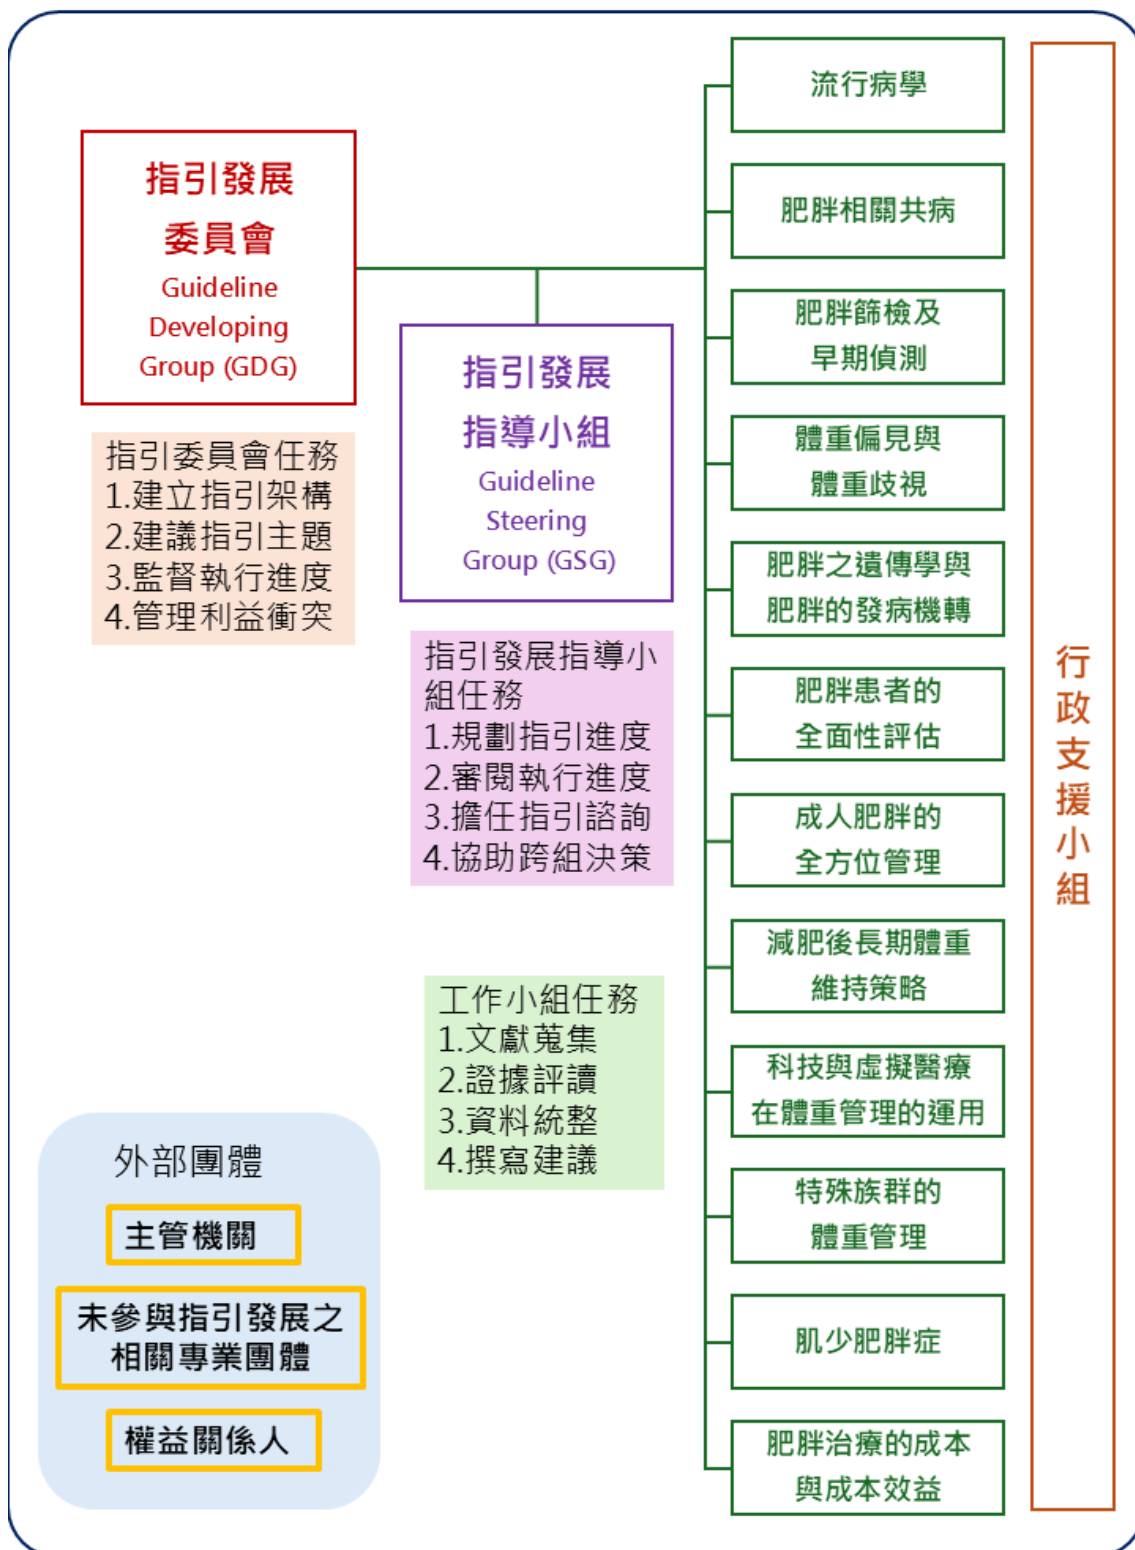 指引發展
委員會
Guideline
Developing
Group (GDG)
指引委員會任務
1.建立指引架構
2.建議指引主題
3.監督執行進度
4.管理利益衝突
指引發展
指導小組
Guideline
Steering
Group (GSG)
指引發展指導小
組任務
1.規劃指引進度
2.審閱執行進度
3.擔任指引諮詢
4.協助跨組決策
工作小組任務
1.文獻蒐集
2.證據評讀
3.資料統整
4.撰寫建議
外部團體
主管機關
未參與指引發展之
相關專業團體
權益關係人
流行病學
肥胖相關共病
肥胖篩檢及
早期偵測
體重偏見與
體重歧視
肥胖之遺傳學與
肥胖的發病機轉
肥胖患者的
全面性評估
成人肥胖的
全方位管理
減肥後長期體重
維持策略
科技與虛擬醫療
在體重管理的運用
特殊族群的
體重管理
肌少肥胖症
肥胖治療的成本
與成本效益
行政支援小組